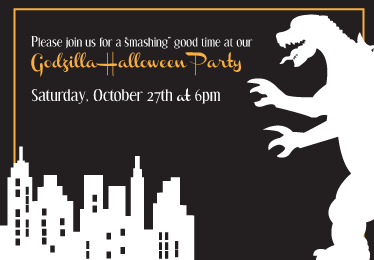 Please join us for a "smashing" good time at our
Godzilla Halloween Party
Saturday, October 27th at 6pm